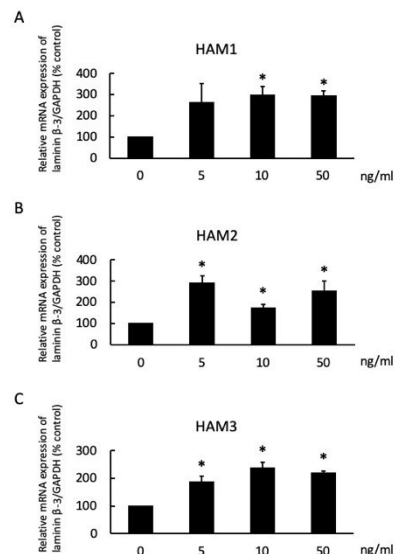 A
HAM1
Relative mRNA expression of
laminin β-3/GAPDH (% control)
400
300
200
100
0
* *
0 5 10 50 ng/ml
B
HAM2
Relative mRNA expression of
laminin β-3/GAPDH (% control)
400
300
200
100
0
* * *
0 5 10 50 ng/ml
C
HAM3
Relative mRNA expression of
laminin β-3/GAPDH (% control)
300
200
100
0
* * *
0 5 10 50 ng/ml